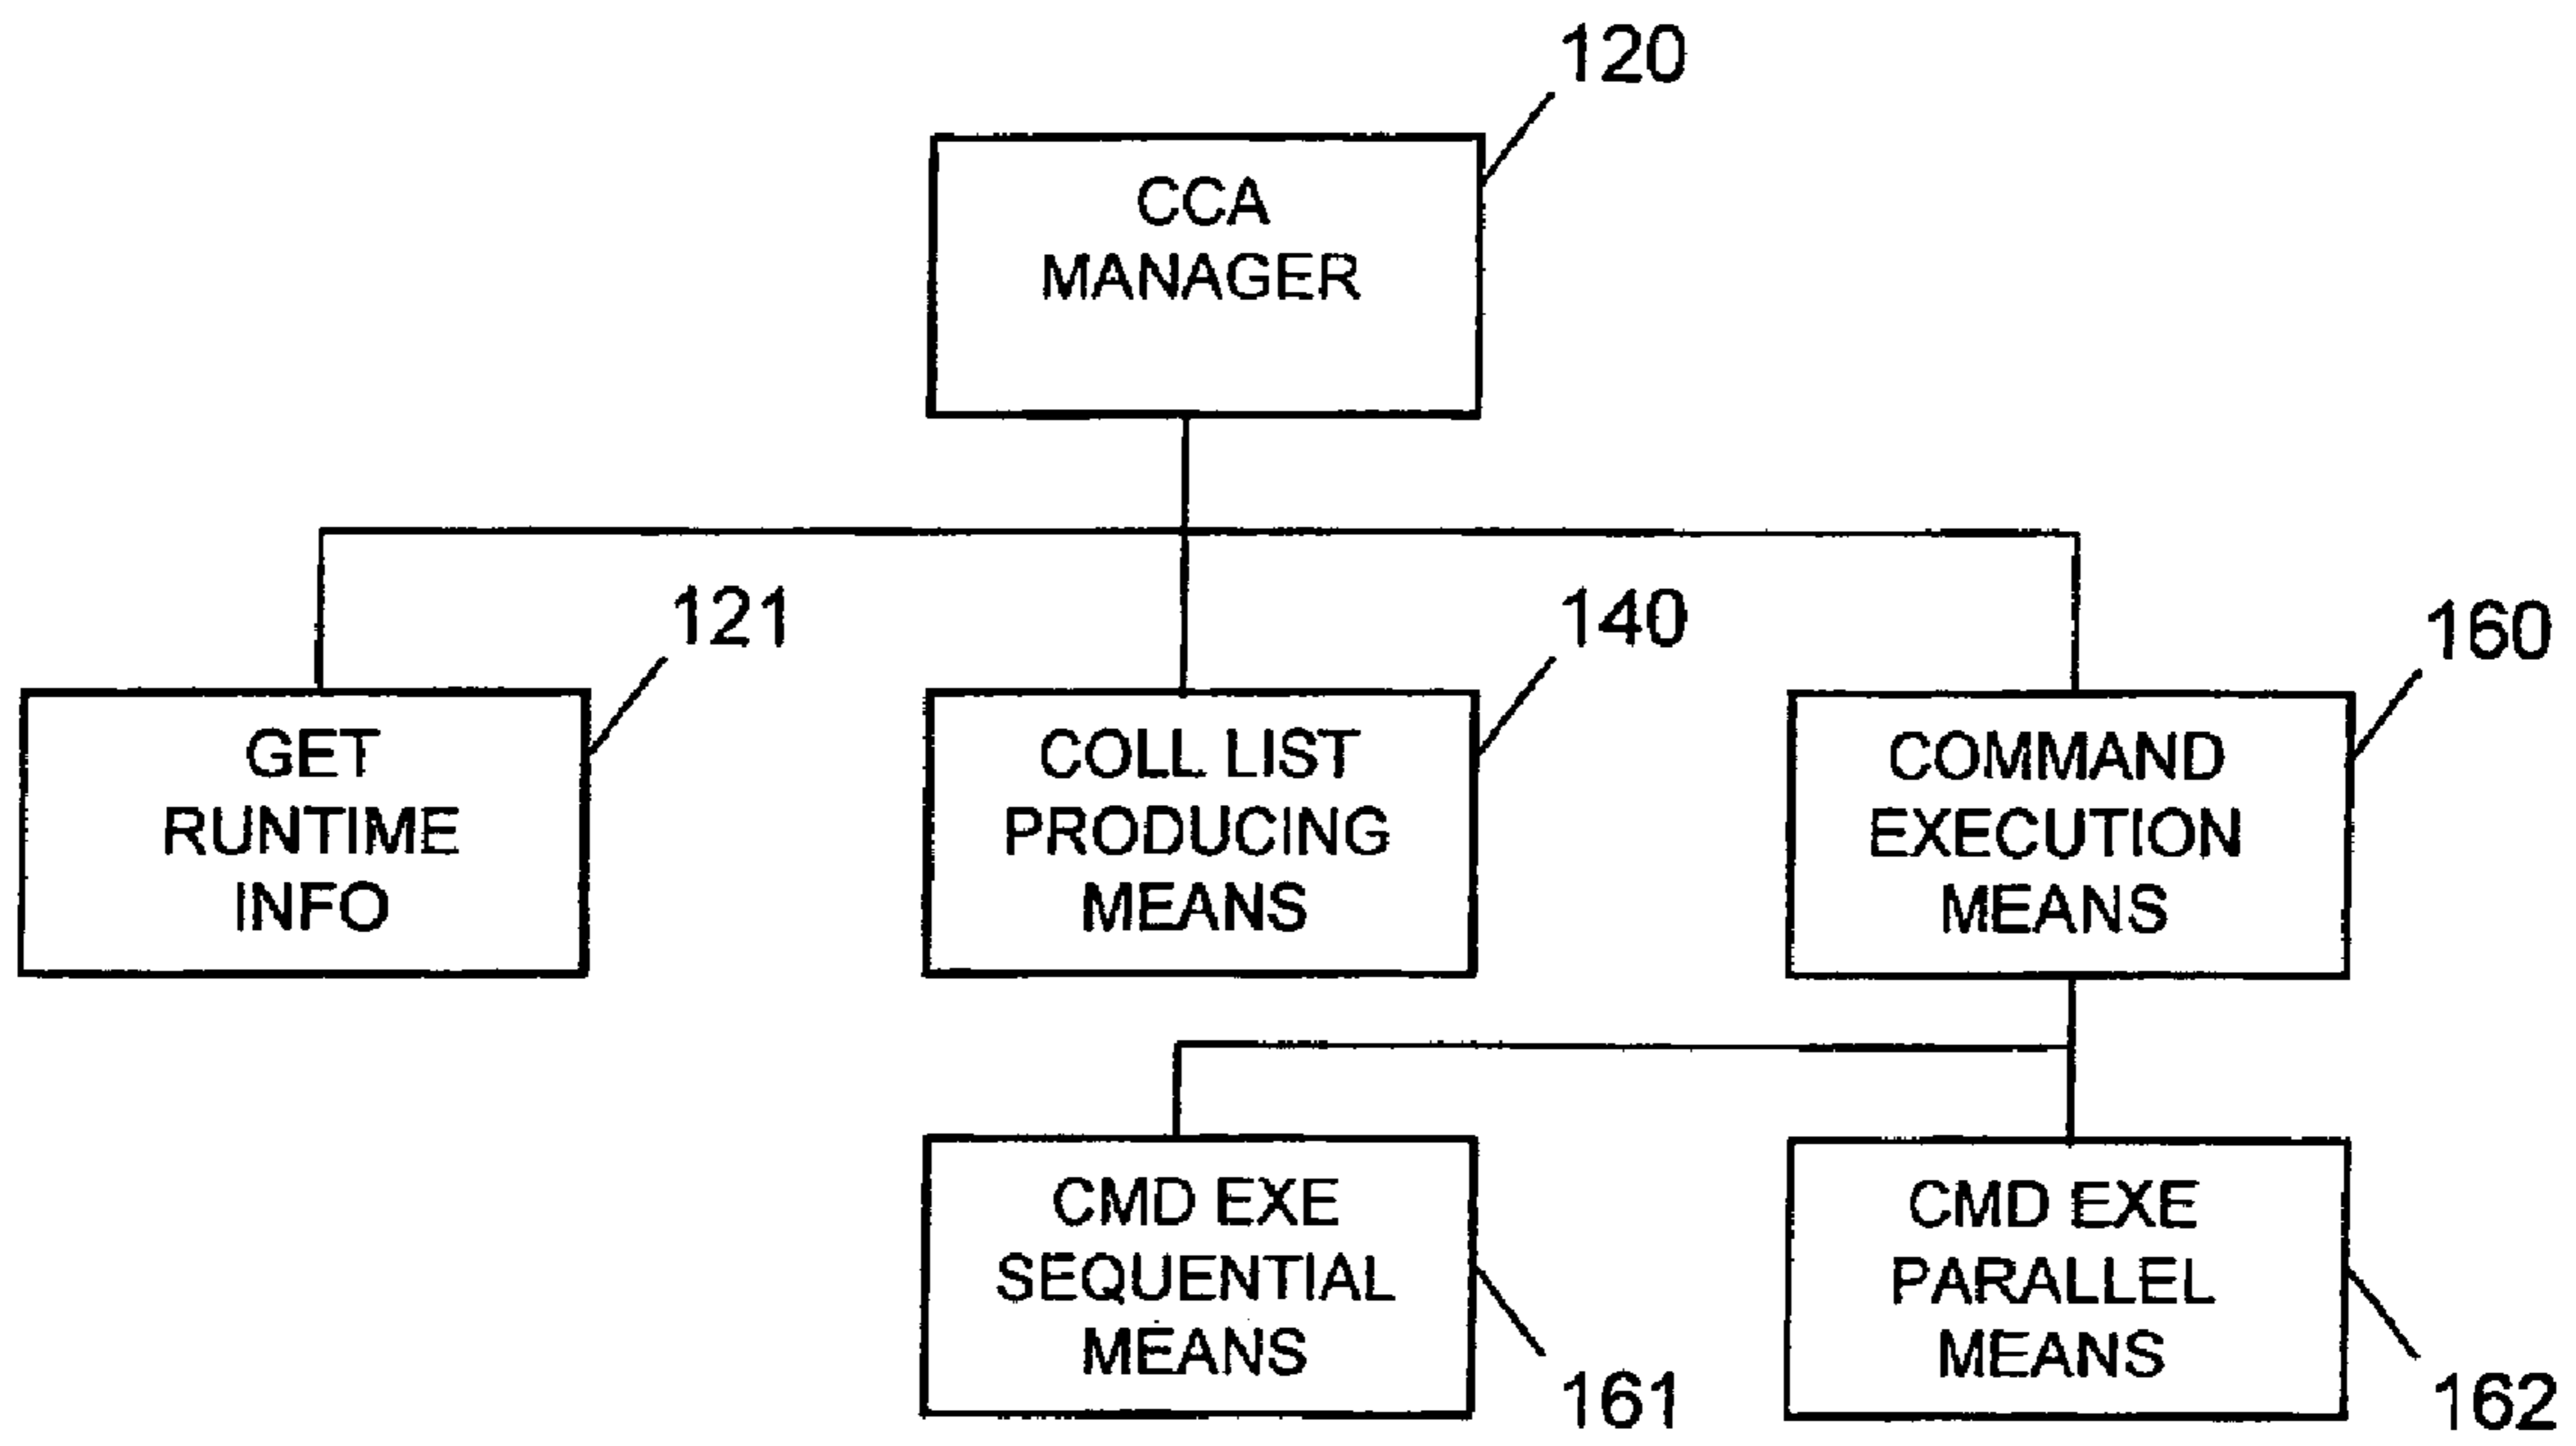 120
CCA
MANAGER
121
140
160
GET
RUNTIME
INFO
COLL LIST
PRODUCING
MEANS
COMMAND
EXECUTION
MEANS
CMD EXE
SEQUENTIAL
MEANS
161
CMD EXE
PARALLEL
MEANS
162